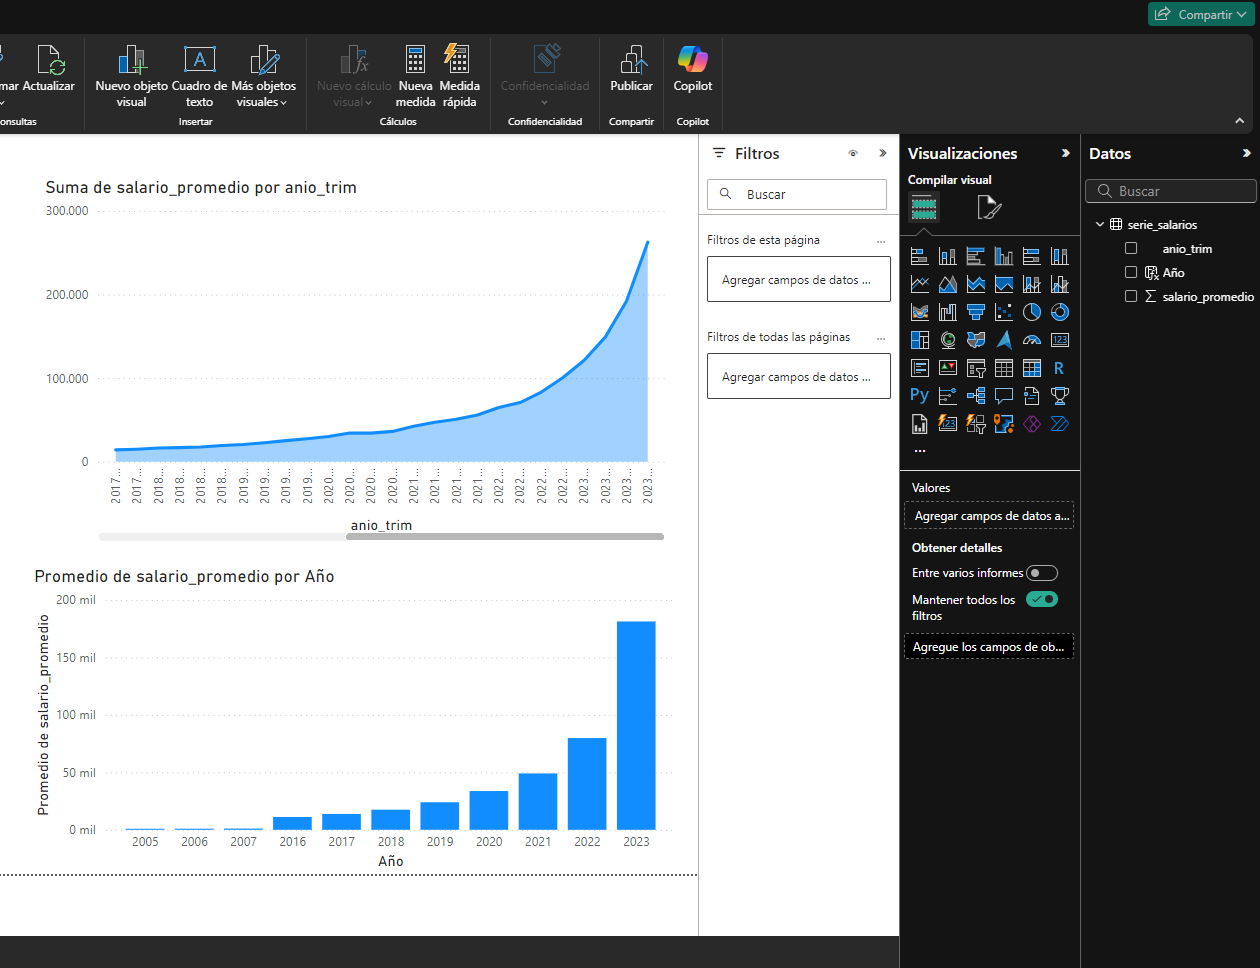 Compartir
mar Actualizar
Nuevo objeto visual
Cuadro de texto
Más objetos visuales
Nuevo cálculo visual
Nueva medida
Medida rápida
Confidencialidad
Publicar
Copilot
onsultas
Insertar
Cálculos
Confidencialidad
Compartir
Copilot
Suma de salario_promedio por anio_trim
300.000
200.000
100.000
0
2017... 2017... 2018... 2018... 2018... 2018... 2019... 2019... 2019... 2019... 2020... 2020... 2020... 2020... 2021... 2021... 2021... 2021... 2022... 2022... 2022... 2022... 2023... 2023... 2023... 2023...
anio_trim
Promedio de salario_promedio por Año
Promedio de salario_promedio
200 mil
150 mil
100 mil
50 mil
0 mil
2005 2006 2007 2016 2017 2018 2019 2020 2021 2022 2023
Año
Filtros
Buscar
Filtros de esta página ...
Agregar campos de datos ...
Filtros de todas las páginas ...
Agregar campos de datos ...
Visualizaciones
Compilar visual
123
R
Py
123
...
Valores
Agregar campos de datos a...
Obtener detalles
Entre varios informes
Mantener todos los
filtros
Agregue los campos de ob...
Datos
Buscar
serie_salarios
anio_trim
Año
salario_promedio